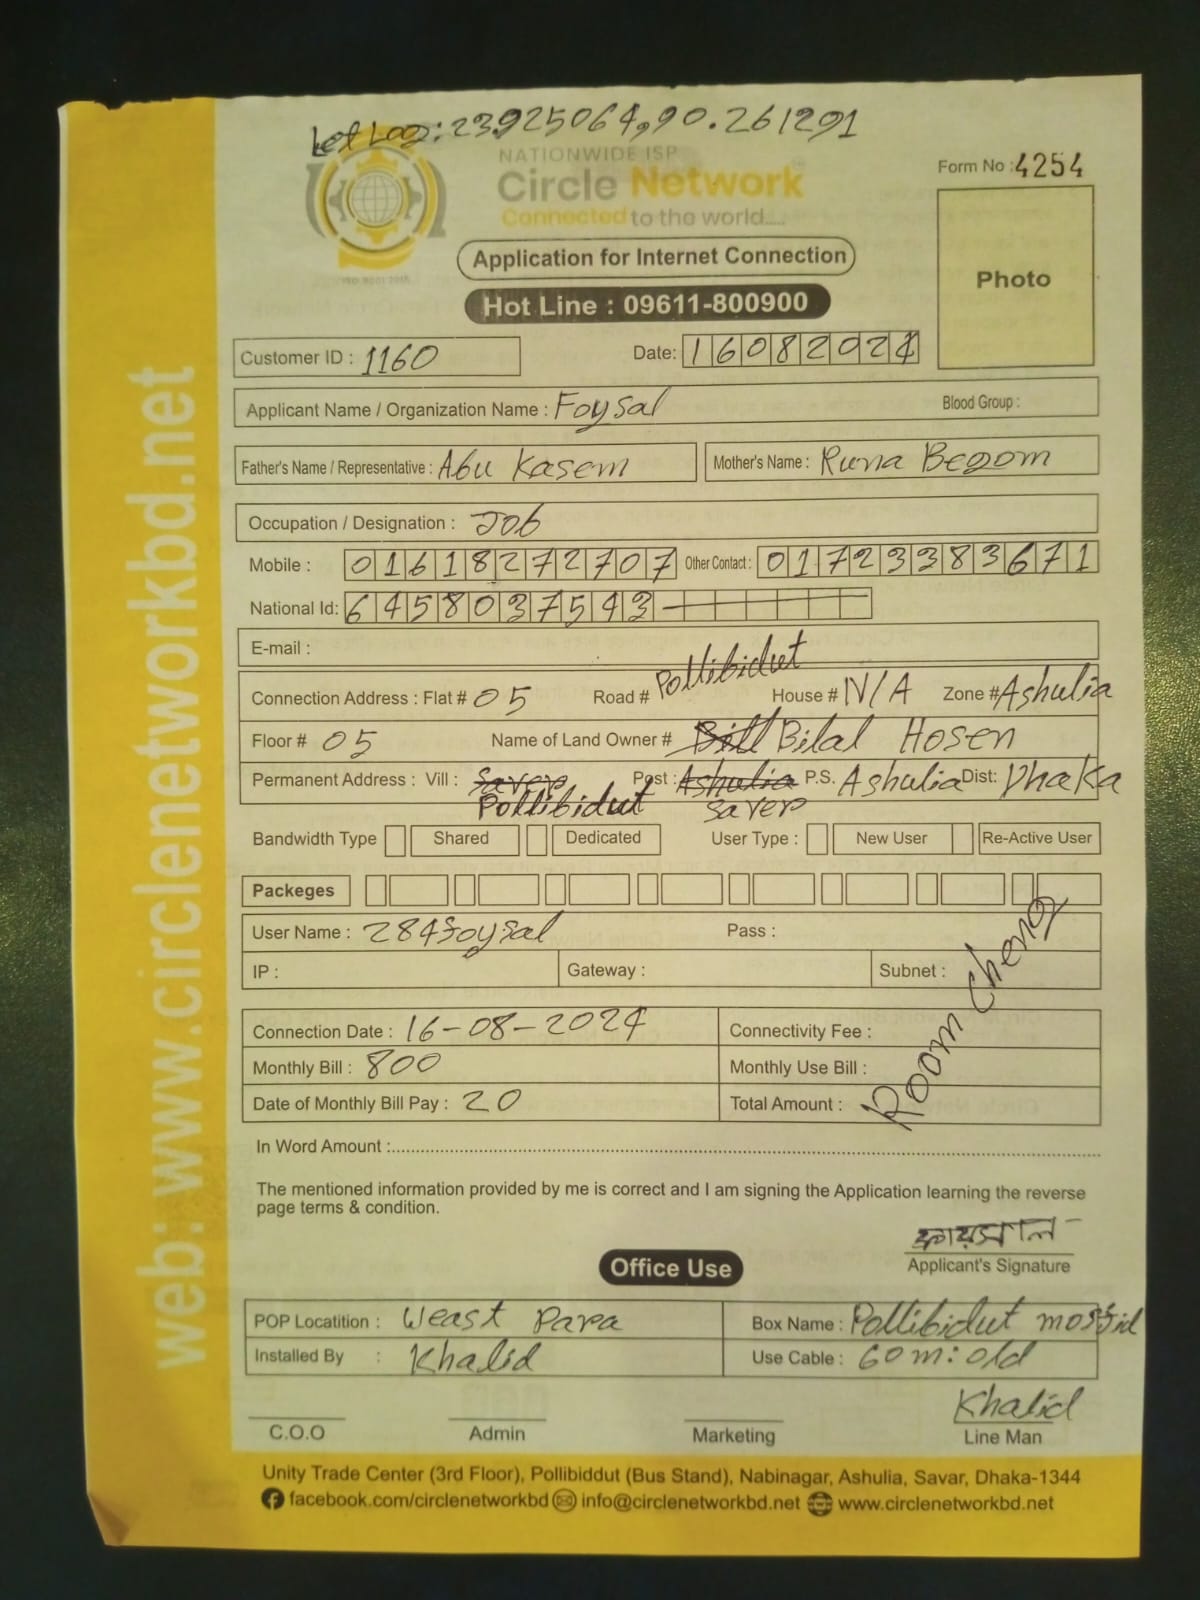 Let Log: 23.925064,90.261291
NATIONWIDE ISP
Circle Network
Connected to the world.....
Form No : 4254
Application for Internet Connection
Photo
Hot Line : 09611-800900
Customer ID : 1160 Date: 16082024
Applicant Name / Organization Name : Foysal Blood Group :
Father's Name / Representative : Abu Kasem Mother's Name : Runa Begom
Occupation / Designation : Job
Mobile : 01618272707 Other Contact : 01723383671
National Id: 6458037543
E-mail :
Connection Address : Flat # 05 Road # Pollibidut House # N/A Zone # Ashulia
Floor # 05 Name of Land Owner # Bilal Hosen
Permanent Address : Vill : Saver Post : Ashulia P.S. Ashulia Dist: Dhaka
Pollibidut Saver
Bandwidth Type Shared Dedicated User Type : New User Re-Active User
Packeges
User Name : 284foysal Pass :
IP : Gateway : Subnet :
Room Cheng
Connection Date : 16-08-2024 Connectivity Fee :
Monthly Bill : 800 Monthly Use Bill :
Date of Monthly Bill Pay : 20 Total Amount :
In Word Amount :
The mentioned information provided by me is correct and I am signing the Application learning the reverse
page terms & condition.
ফায়সাল
Applicant's Signature
Office Use
POP Locatition : Weast Para Box Name : Pollibidut mosjid
Installed By : Khalid Use Cable : 60m: old
Khalid
C.O.O Admin Marketing Line Man
Unity Trade Center (3rd Floor), Pollibiddut (Bus Stand), Nabinagar, Ashulia, Savar, Dhaka-1344
facebook.com/circlenetworkbd info@circlenetworkbd.net www.circlenetworkbd.net
web: www.circlenetworkbd.net